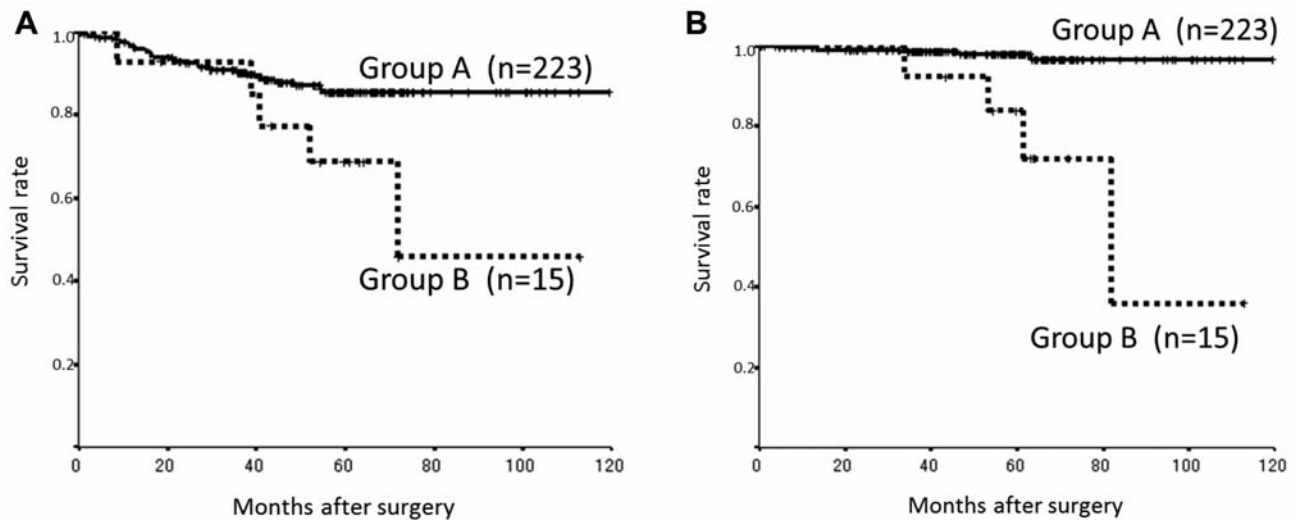 A
1.0
0.8
0.6
0.4
0.2
Survival rate
Group A (n=223)
Group B (n=15)
0 20 40 60 80 100 120
Months after surgery
B
1.0
0.8
0.6
0.4
0.2
Survival rate
Group A (n=223)
Group B (n=15)
0 20 40 60 80 100 120
Months after surgery